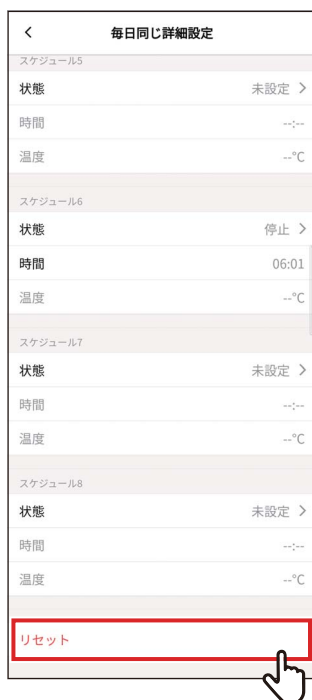 毎日同じ詳細設定
スケジュール5
状態 未設定
時間 --:--
温度 --°C
スケジュール6
状態 停止
時間 06:01
温度 --°C
スケジュール7
状態 未設定
時間 --:--
温度 --°C
スケジュール8
状態 未設定
時間 --:--
温度 --°C
リセット